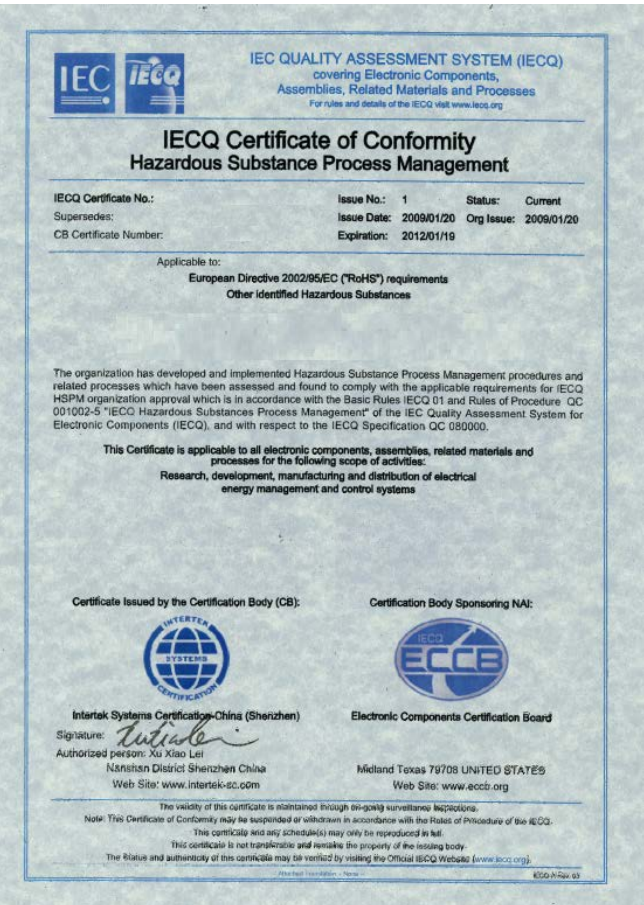 IEC IECQ
IEC QUALITY ASSESSMENT SYSTEM (IECQ)
covering Electronic Components,
Assemblies, Related Materials and Processes
For rules and details of the IECQ visit www.iecq.org
IECQ Certificate of Conformity
Hazardous Substance Process Management
IECQ Certificate No.: Issue No.: 1 Status: Current
Supersedes: Issue Date: 2009/01/20 Org Issue: 2009/01/20
CB Certificate Number: Expiration: 2012/01/19
Applicable to:
European Directive 2002/95/EC ("RoHS") requirements
Other identified Hazardous Substances
The organization has developed and implemented Hazardous Substance Process Management procedures and
related processes which have been assessed and found to comply with the applicable requirements for IECQ
HSPM organization approval which is in accordance with the Basic Rules IECQ 01 and Rules of Procedure QC
001002-5 "IECQ Hazardous Substances Process Management" of the IEC Quality Assessment System for
Electronic Components (IECQ), and with respect to the IECQ Specification QC 080000.
This Certificate is applicable to all electronic components, assemblies, related materials and
processes for the following scope of activities:
Research, development, manufacturing and distribution of electrical
energy management and control systems
Certificate Issued by the Certification Body (CB): Certification Body Sponsoring NAI:
INTERTEK
SYSTEMS
CERTIFICATION
IECQ
ECCB
Intertek Systems Certification-China (Shenzhen) Electronic Components Certification Board
Signature:
Authorized person: Xu Xiao Lei
Nanshan District Shenzhen China Midland Texas 79708 UNITED STATES
Web Site: www.intertek-sc.com Web Site: www.eccb.org
The validity of this certificate is maintained through on-going surveillance inspections.
Note: This Certificate of Conformity may be suspended or withdrawn in accordance with the Rules of Procedure of the IECQ.
This certificate and any schedule(s) may only be reproduced in full.
This certificate is not transferable and remains the property of the issuing body.
The Status and authenticity of this certificate may be verified by visiting the Official IECQ Website (www.iecq.org).